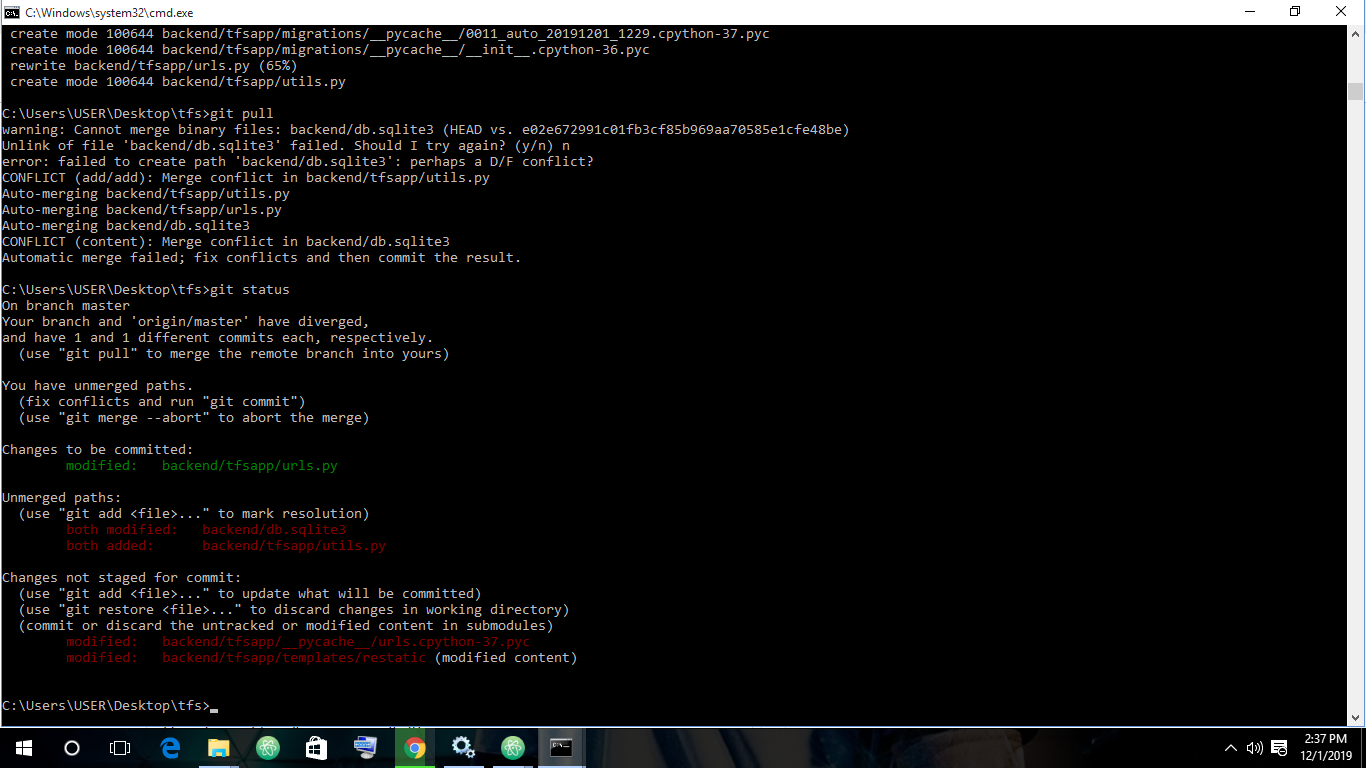 C:\Windows\system32\cmd.exe
create mode 100644 backend/tfsapp/migrations/__pycache__/0011_auto_20191201_1229.cpython-37.pyc
create mode 100644 backend/tfsapp/migrations/__pycache__/__init__.cpython-36.pyc
rewrite backend/tfsapp/urls.py (65%)
create mode 100644 backend/tfsapp/utils.py
C:\Users\USER\Desktop\tfs>git pull
warning: Cannot merge binary files: backend/db.sqlite3 (HEAD vs. e02e672991c01fb3cf85b969aa70585e1cfe48be)
Unlink of file 'backend/db.sqlite3' failed. Should I try again? (y/n) n
error: failed to create path 'backend/db.sqlite3': perhaps a D/F conflict?
CONFLICT (add/add): Merge conflict in backend/tfsapp/utils.py
Auto-merging backend/tfsapp/utils.py
Auto-merging backend/tfsapp/urls.py
Auto-merging backend/db.sqlite3
CONFLICT (content): Merge conflict in backend/db.sqlite3
Automatic merge failed; fix conflicts and then commit the result.
C:\Users\USER\Desktop\tfs>git status
On branch master
Your branch and 'origin/master' have diverged,
and have 1 and 1 different commits each, respectively.
(use "git pull" to merge the remote branch into yours)
You have unmerged paths.
(fix conflicts and run "git commit")
(use "git merge --abort" to abort the merge)
Changes to be committed:
modified: backend/tfsapp/urls.py
Unmerged paths:
(use "git add <file>..." to mark resolution)
both modified: backend/db.sqlite3
both added: backend/tfsapp/utils.py
Changes not staged for commit:
(use "git add <file>..." to update what will be committed)
(use "git restore <file>..." to discard changes in working directory)
(commit or discard the untracked or modified content in submodules)
modified: backend/tfsapp/__pycache__/urls.cpython-37.pyc
modified: backend/tfsapp/templates/restatic (modified content)
C:\Users\USER\Desktop\tfs>
2:37 PM
12/1/2019